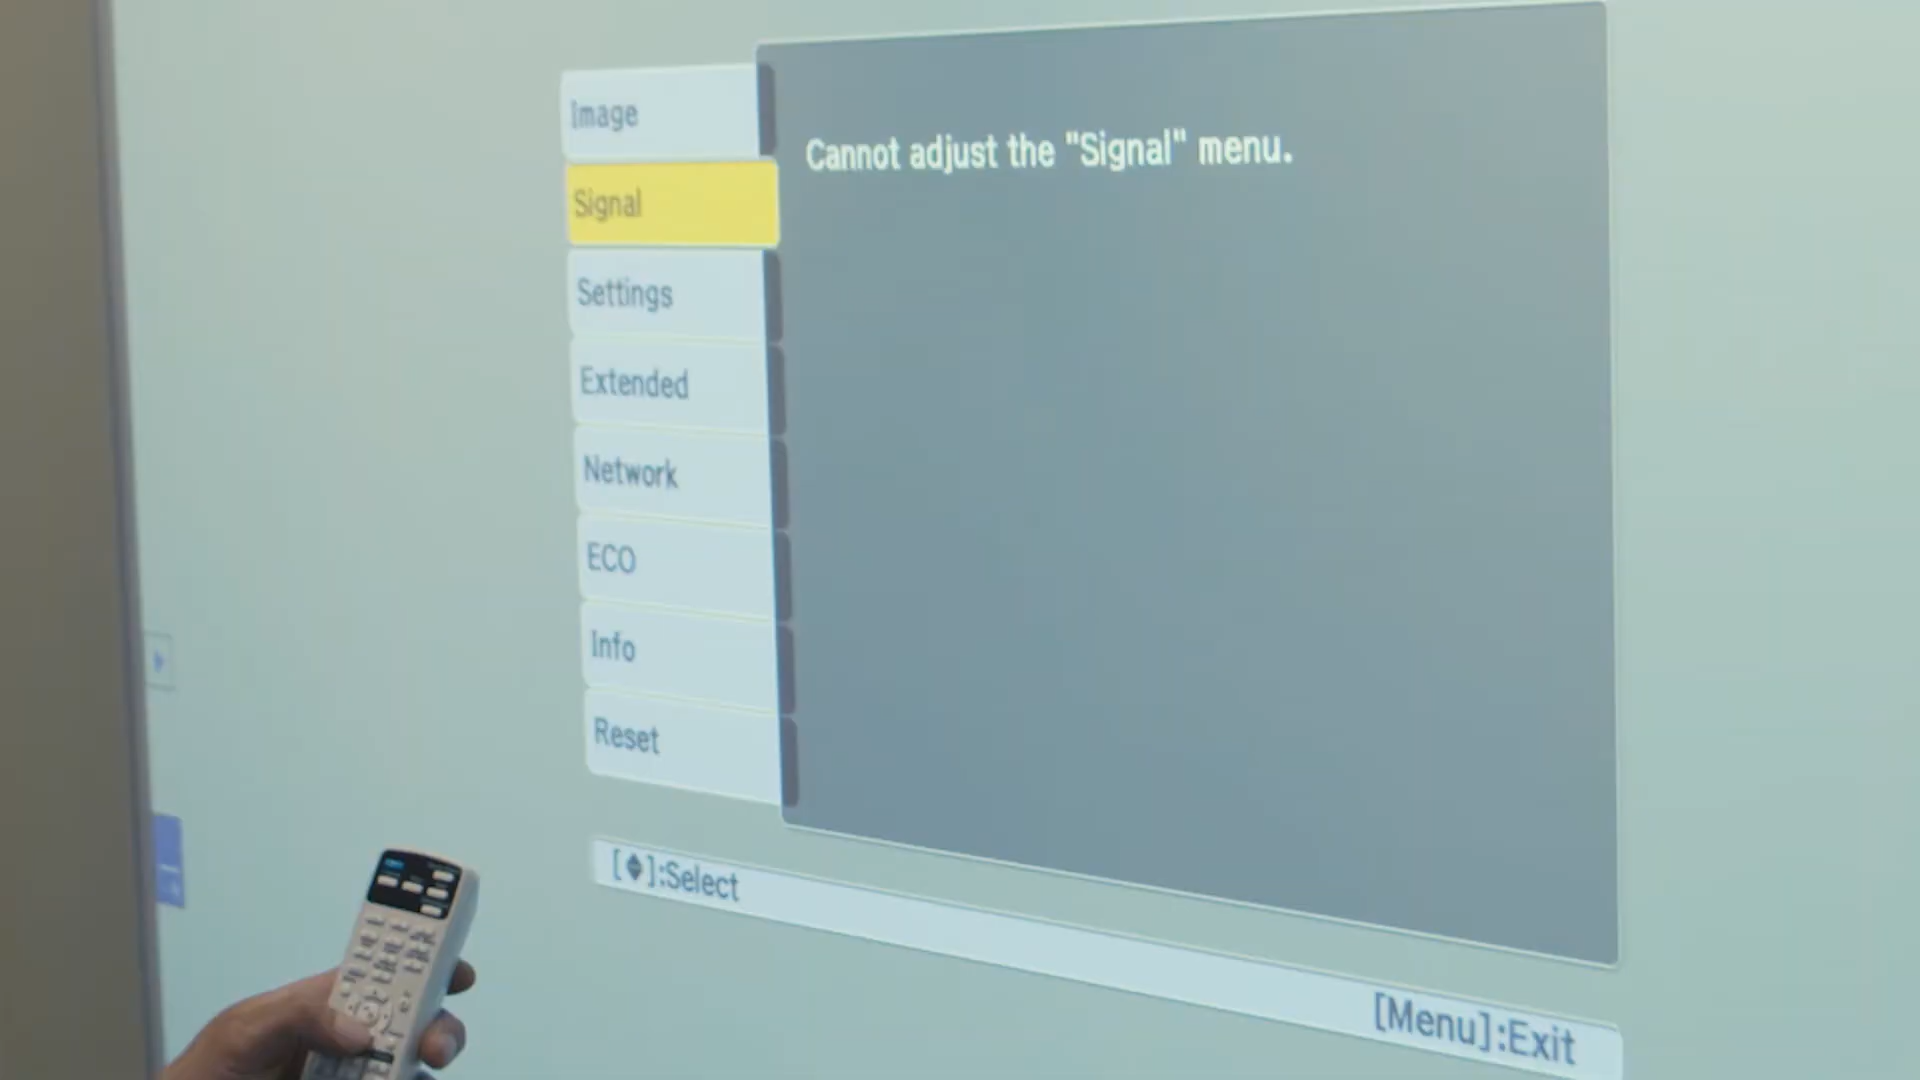 Image
Signal
Settings
Extended
Network
ECO
Info
Reset
Cannot adjust the "Signal" menu.
[♦]:Select
[Menu]:Exit